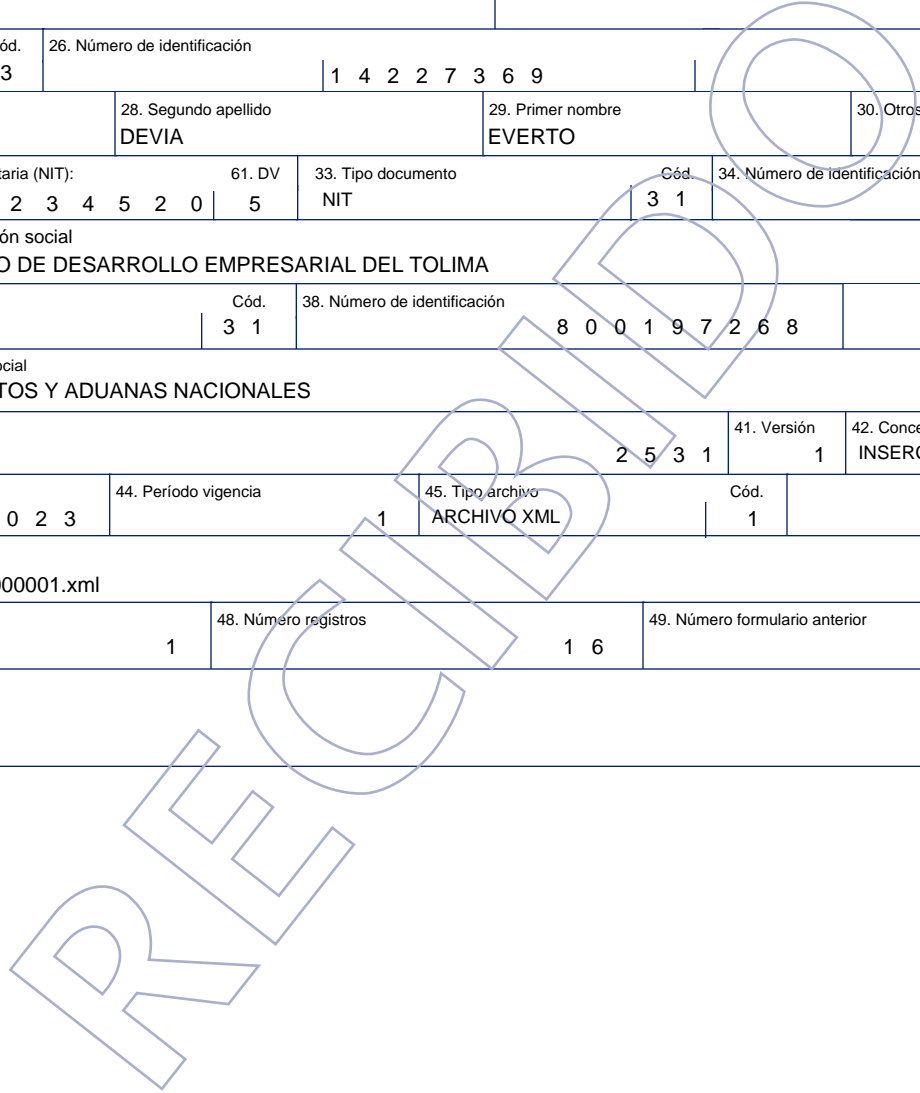 ód. 26. Número de identificación
3 1 4 2 2 7 3 6 9
28. Segundo apellido 29. Primer nombre 30. Otros
DEVIA EVERTO
taria (NIT): 61. DV 33. Tipo documento Cód. 34. Número de identificación
2 3 4 5 2 0 5 NIT 3 1
ón social
O DE DESARROLLO EMPRESARIAL DEL TOLIMA
Cód. 38. Número de identificación
3 1 8 0 0 1 9 7 2 6 8
ocial
TOS Y ADUANAS NACIONALES
41. Versión 42. Conce
2 5 3 1 1 INSERC
44. Período vigencia 45. Tipo archivo Cód.
0 2 3 1 ARCHIVO XML 1
000001.xml
48. Número registros 49. Número formulario anterior
1 1 6
RECIBIDO